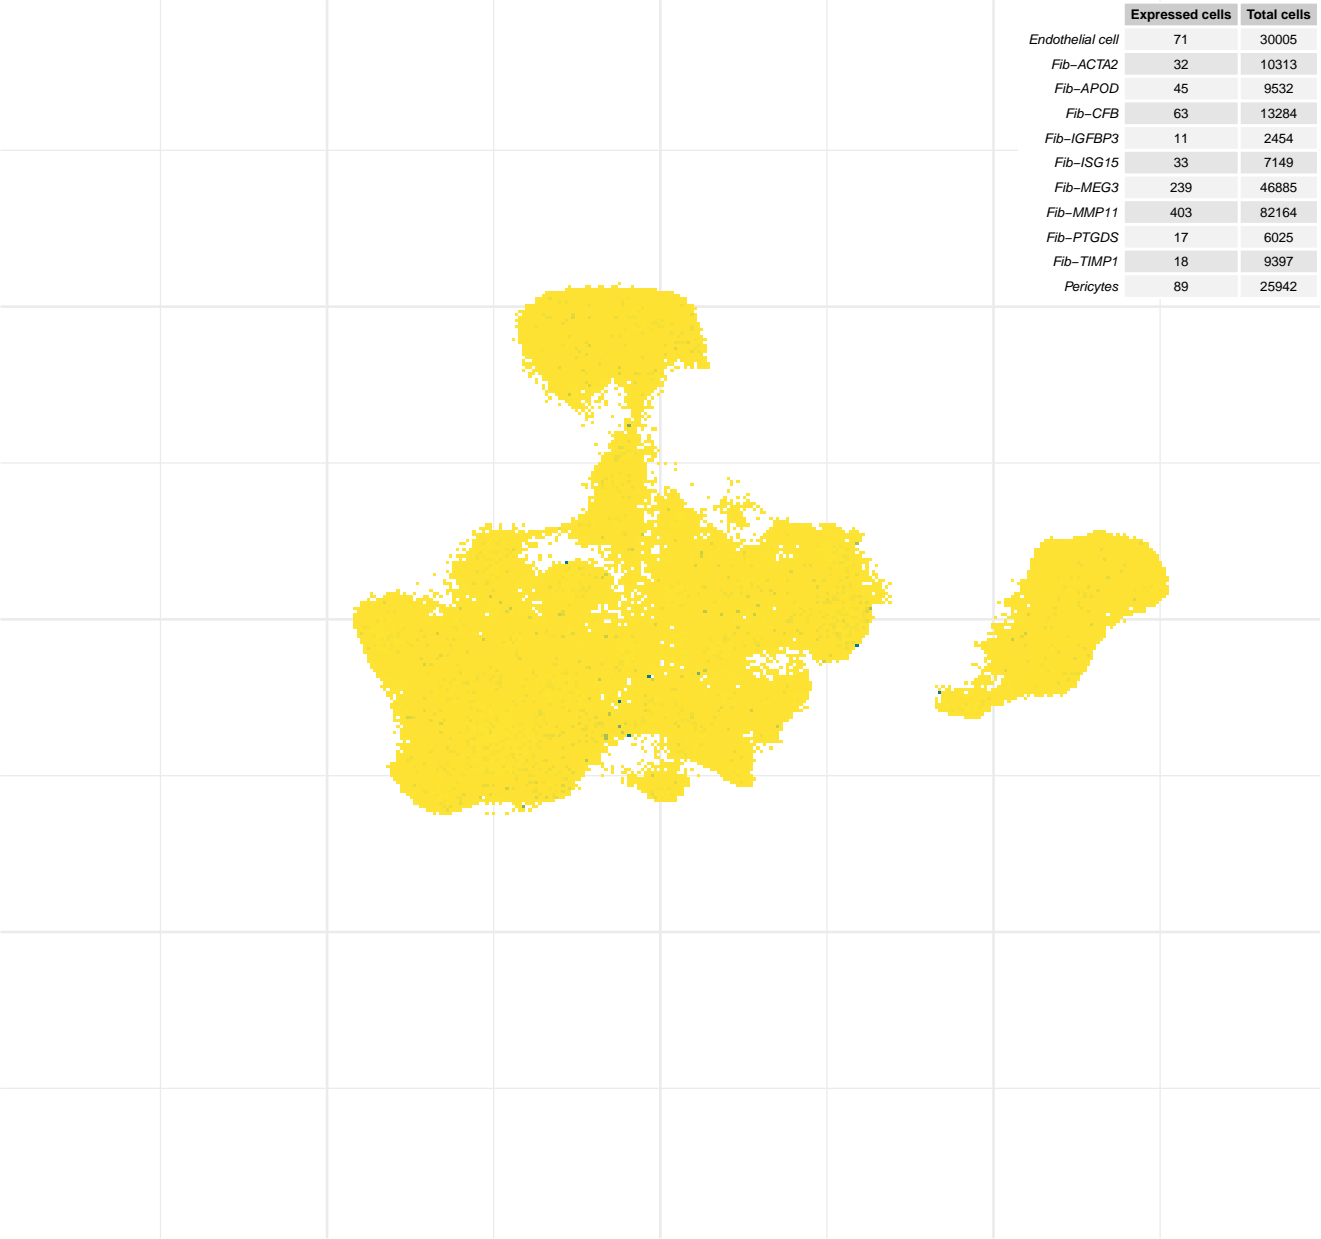 Expressed cells Total cells
Endothelial cell 71 30005
Fib−ACTA2 32 10313
Fib−APOD 45 9532
Fib−CFB 63 13284
Fib−IGFBP3 11 2454
Fib−ISG15 33 7149
Fib−MEG3 239 46885
Fib−MMP11 403 82164
Fib−PTGDS 17 6025
Fib−TIMP1 18 9397
Pericytes 89 25942